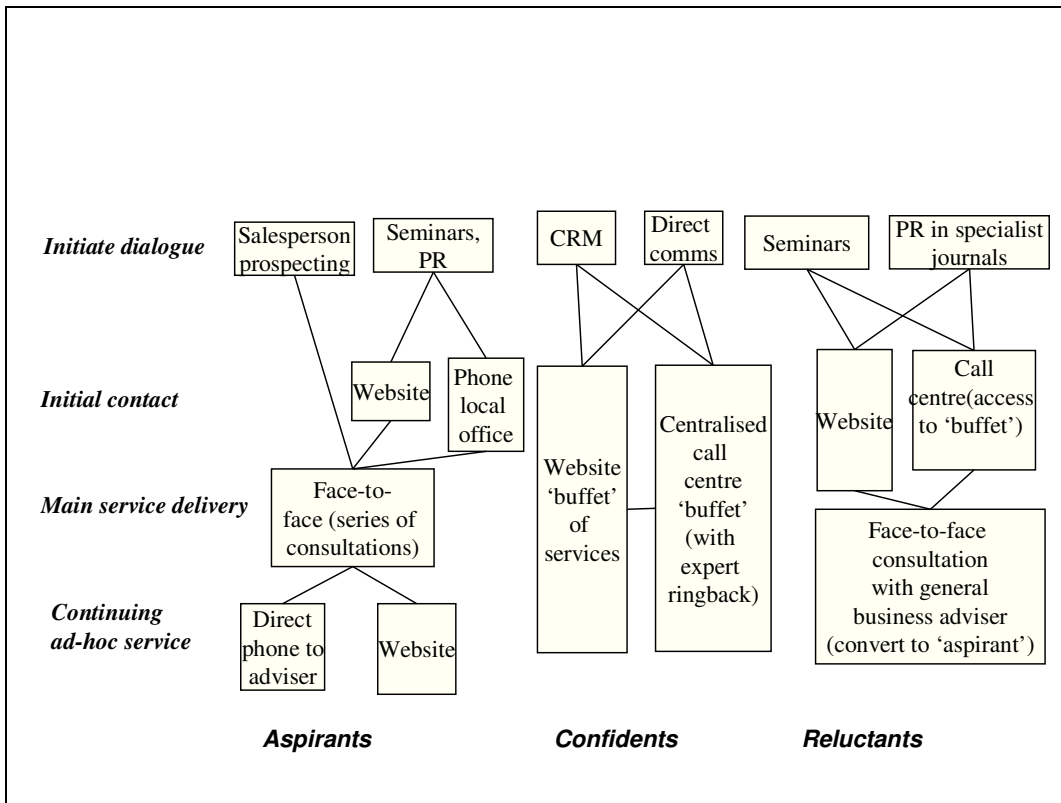 Initiate dialogue
Salesperson
prospecting
Seminars,
PR
CRM
Direct
comms
Seminars
PR in specialist
journals
Initial contact
Website
Phone
local
office
Website
‘buffet’
of
services
Centralised
call
centre
‘buffet’
(with
expert
ringback)
Website
Call
centre(access
to ‘buffet’)
Main service delivery
Face-to-
face (series of
consultations)
Face-to-face
consultation
with general
business adviser
(convert to ‘aspirant’)
Continuing
ad-hoc service
Direct
phone to
adviser
Website
Aspirants
Confidents
Reluctants